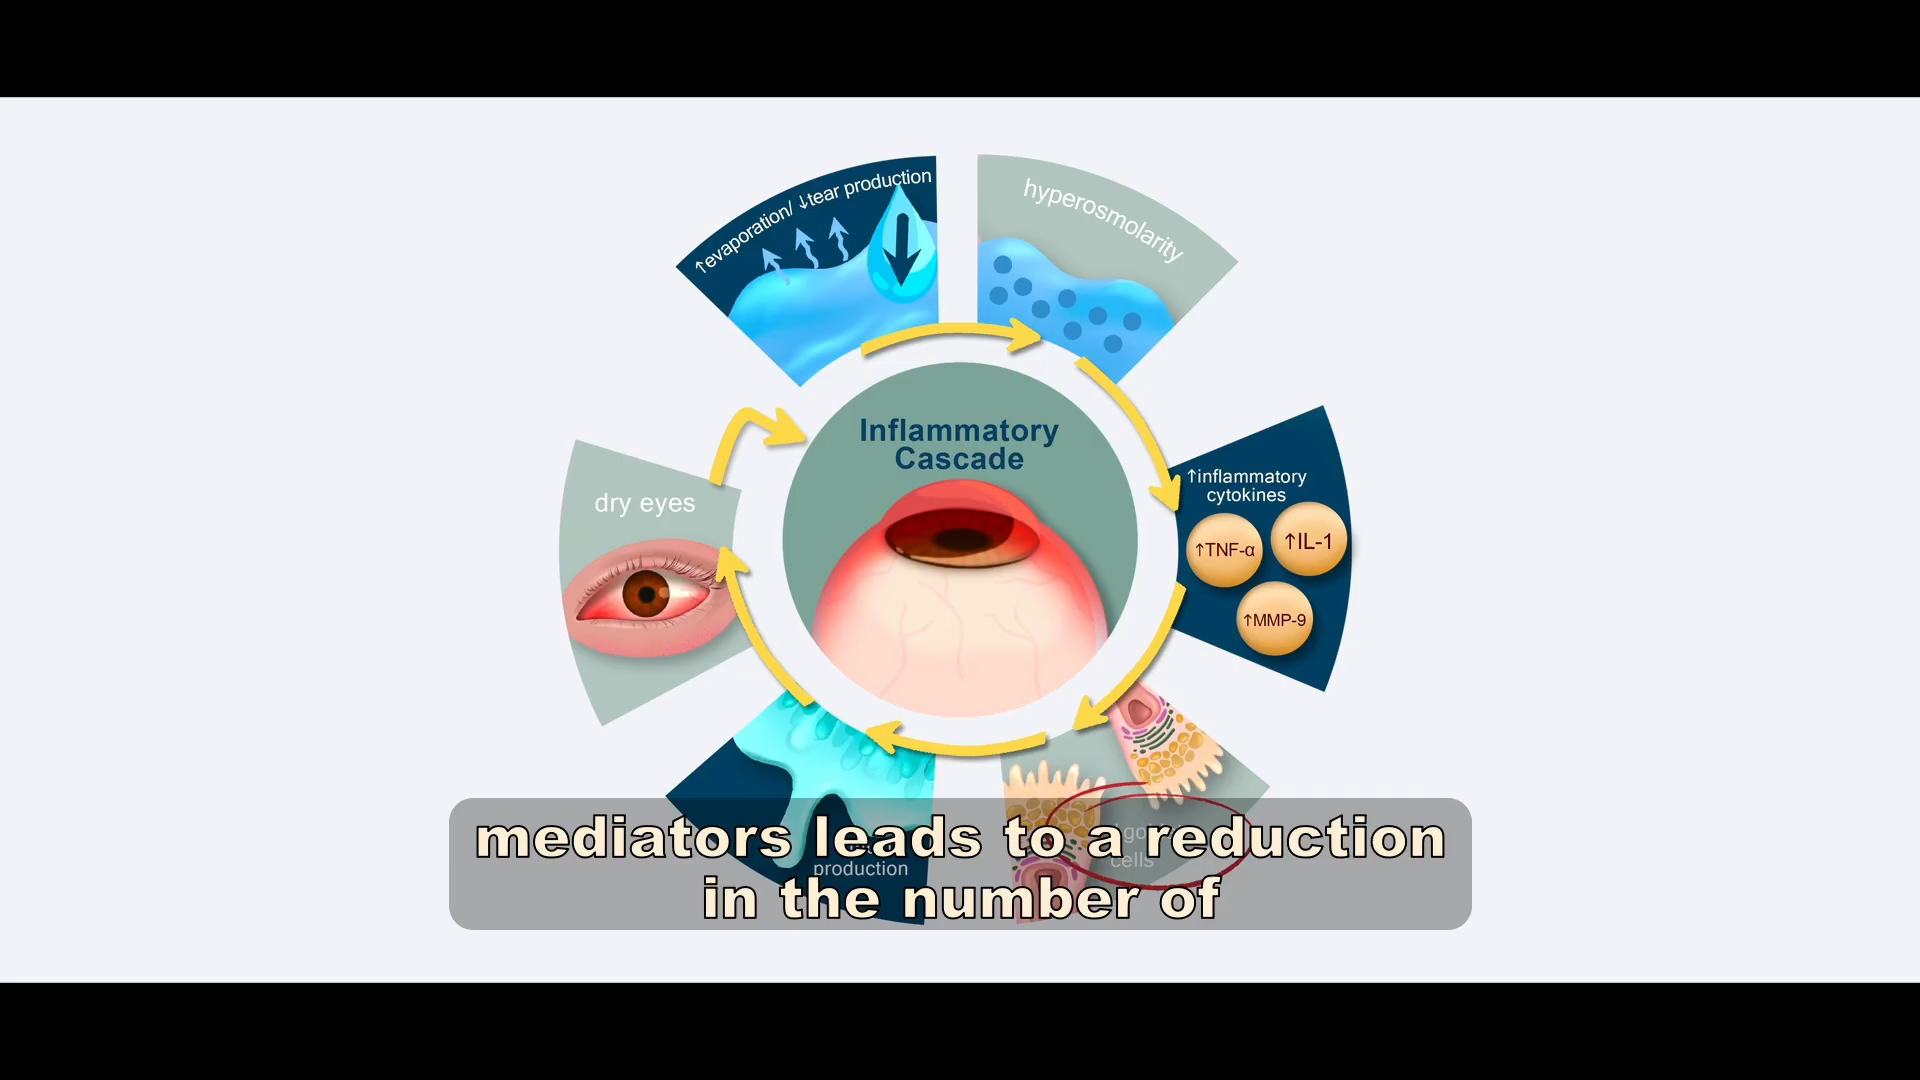 ↑evaporation/ ↓tear production
hyperosmolarity
Inflammatory
Cascade
↑inflammatory
cytokines
↑TNF-α
↑IL-1
↑MMP-9
dry eyes
production
cells
mediators leads to a reduction
in the number of